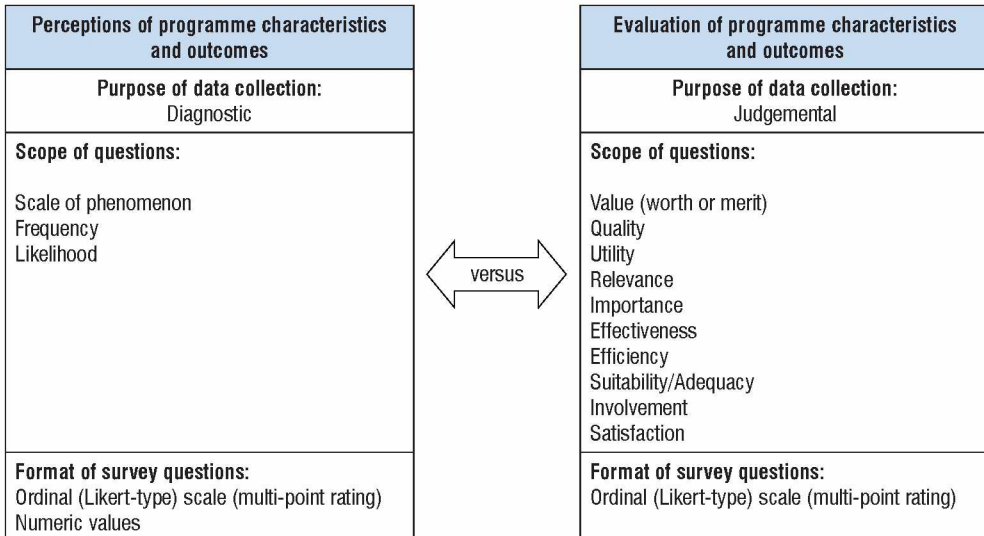 Perceptions of programme characteristics
and outcomes
Purpose of data collection:
Diagnostic
Scope of questions:
Scale of phenomenon
Frequency
Likelihood
Format of survey questions:
Ordinal (Likert-type) scale (multi-point rating)
Numeric values
versus
Evaluation of programme characteristics
and outcomes
Purpose of data collection:
Judgemental
Scope of questions:
Value (worth or merit)
Quality
Utility
Relevance
Importance
Effectiveness
Efficiency
Suitability/Adequacy
Involvement
Satisfaction
Format of survey questions:
Ordinal (Likert-type) scale (multi-point rating)